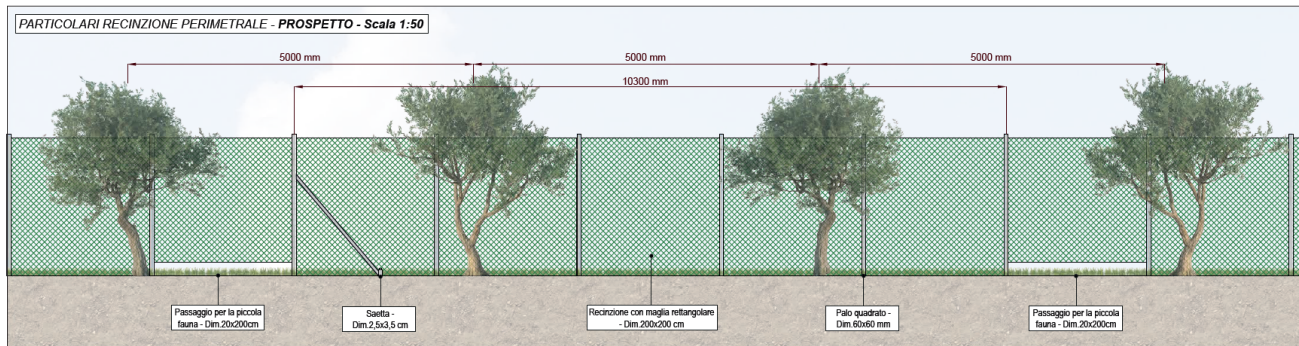 PARTICOLARI RECINZIONE PERIMETRALE - PROSPETTO - Scala 1:50
5000 mm
5000 mm
5000 mm
10300 mm
Passaggio per la piccola
fauna - Dim.20x200cm
Saetta -
Dim.2,5x3,5 cm
Recinzione con maglia rettangolare
- Dim.200x200 cm
Palo quadrato -
Dim.60x60 mm
Passaggio per la piccola
fauna - Dim.20x200cm